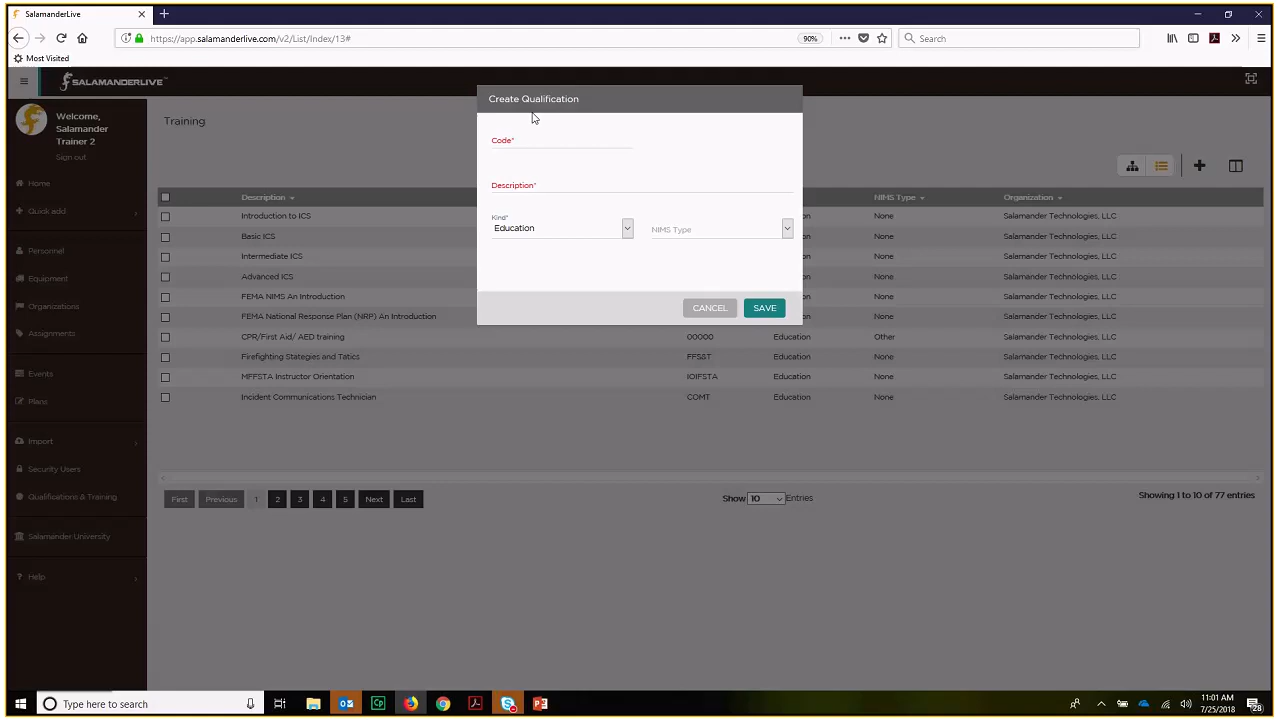 SalamanderLive
https://app.salamanderlive.com/v2/List/Index/13#
90%
Search
Most Visited
SALAMANDERLIVE™
Welcome,
Salamander
Trainer 2
Sign out
Home
Quick add
Personnel
Equipment
Organizations
Assignments
Events
Plans
Import
Security Users
Qualifications & Training
Salamander University
Help
Training
Create Qualification
Code*
Description*
Kind*
Education
NIMS Type
CANCEL
SAVE
Description NIMS Type Organization
Introduction to ICS None Salamander Technologies, LLC
Basic ICS None Salamander Technologies, LLC
Intermediate ICS None Salamander Technologies, LLC
Advanced ICS None Salamander Technologies, LLC
FEMA NIMS An Introduction None Salamander Technologies, LLC
FEMA National Response Plan (NRP) An Introduction None Salamander Technologies, LLC
CPR/First Aid/ AED training 00000 Education Other Salamander Technologies, LLC
Firefighting Stategies and Tatics FFS&T Education None Salamander Technologies, LLC
MFFSTA Instructor Orientation IOIFSTA Education None Salamander Technologies, LLC
Incident Communications Technician COMT Education None Salamander Technologies, LLC
First Previous 1 2 3 4 5 Next Last
Show 10 Entries
Showing 1 to 10 of 77 entries
Type here to search
11:01 AM
7/25/2018
28